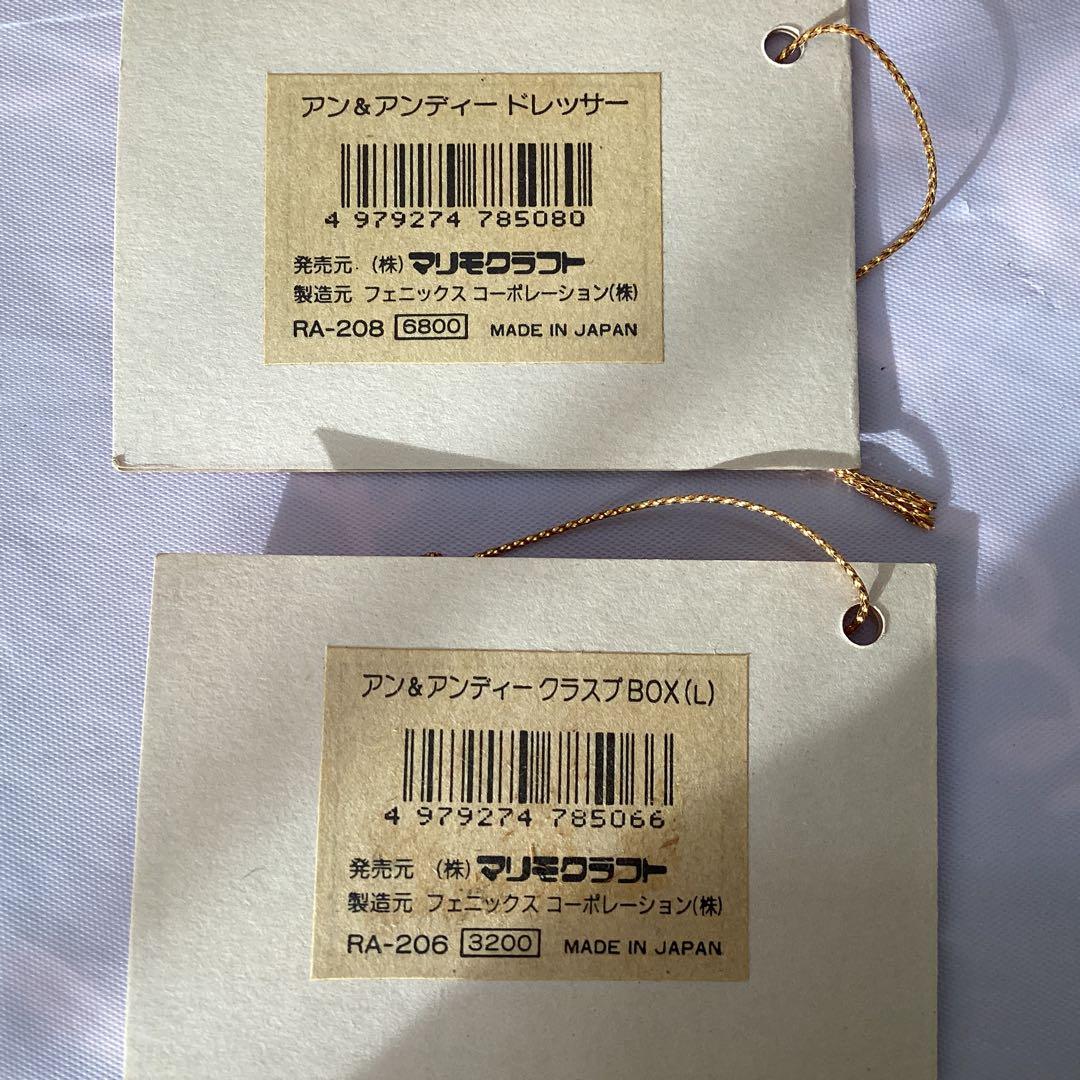 アン&アンディー ドレッサー
4 979274 785080
発売元 (株) マリモクラフト
製造元 フェニックス コーポレーション(株)
RA-208 6800 MADE IN JAPAN
アン&アンディー クラスプBOX(L)
4 979274 785066
発売元 (株) マリモクラフト
製造元 フェニックス コーポレーション(株)
RA-206 3200 MADE IN JAPAN